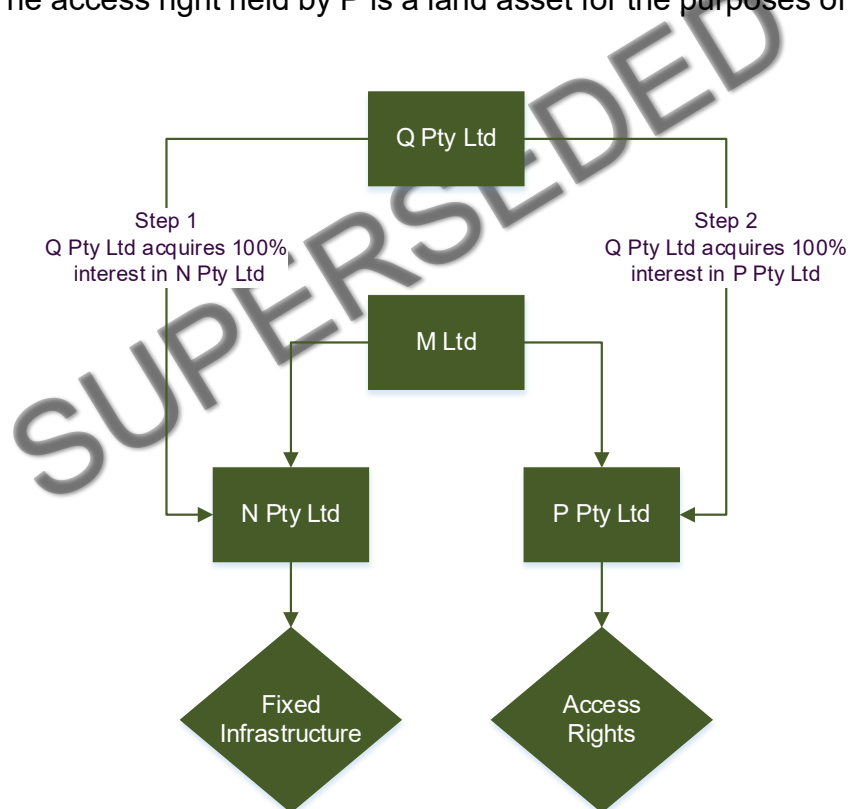 he access right held by P is a land asset for the purposes of
SUPERSEDED
Q Pty Ltd
Step 1
Q Pty Ltd acquires 100%
interest in N Pty Ltd
Step 2
Q Pty Ltd acquires 100%
interest in P Pty Ltd
M Ltd
N Pty Ltd
P Pty Ltd
Fixed
Infrastructure
Access
Rights